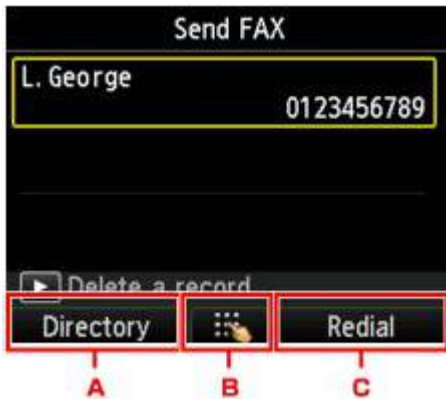 Send FAX
L. George
0123456789
Delete a record
Directory
Redial
A
B
C